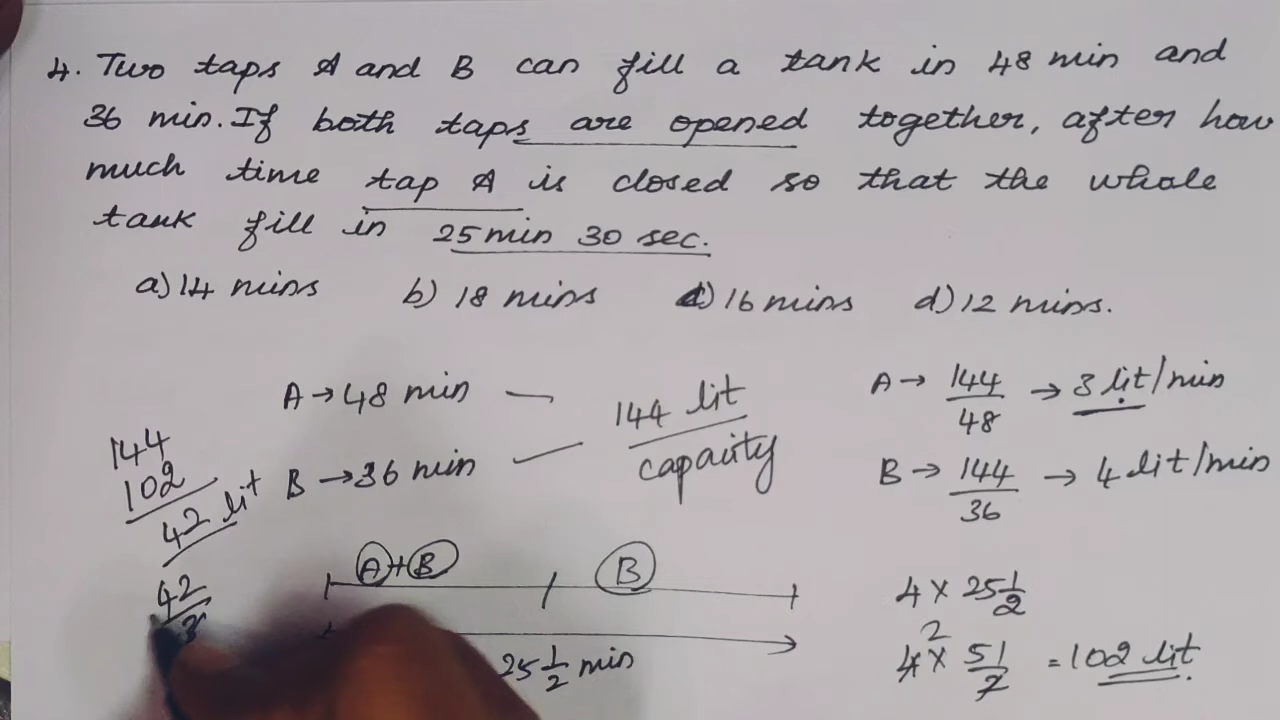 4. Two taps A and B can fill a tank in 48 min and
36 min. If both taps are opened together, after how
much time tap A is closed so that the whole
tank fill in 25 min 30 sec.
a) 14 mins b) 18 mins c) 16 mins d) 12 mins.
A → 48 min
144 lit
capacity
B → 36 min
A → 144/48 → 3 lit/min
B → 144/36 → 4 lit/min
144
102
42 lit
42/3
A + B B
25 1/2 min
4 × 25 1/2
2
4 × 51/2 = 102 lit.